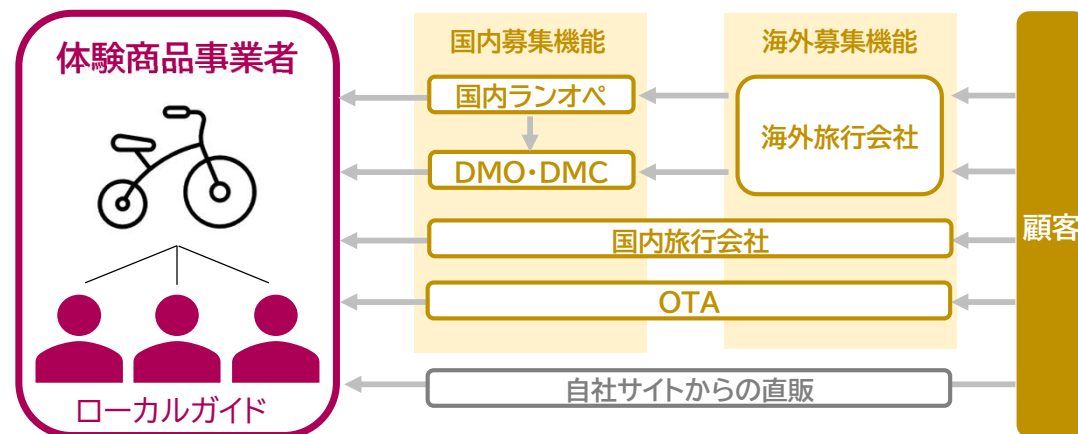 体験商品事業者
ローカルガイド
国内募集機能
海外募集機能
国内ランオペ
DMO・DMC
海外旅行会社
国内旅行会社
OTA
自社サイトからの直販
顧客